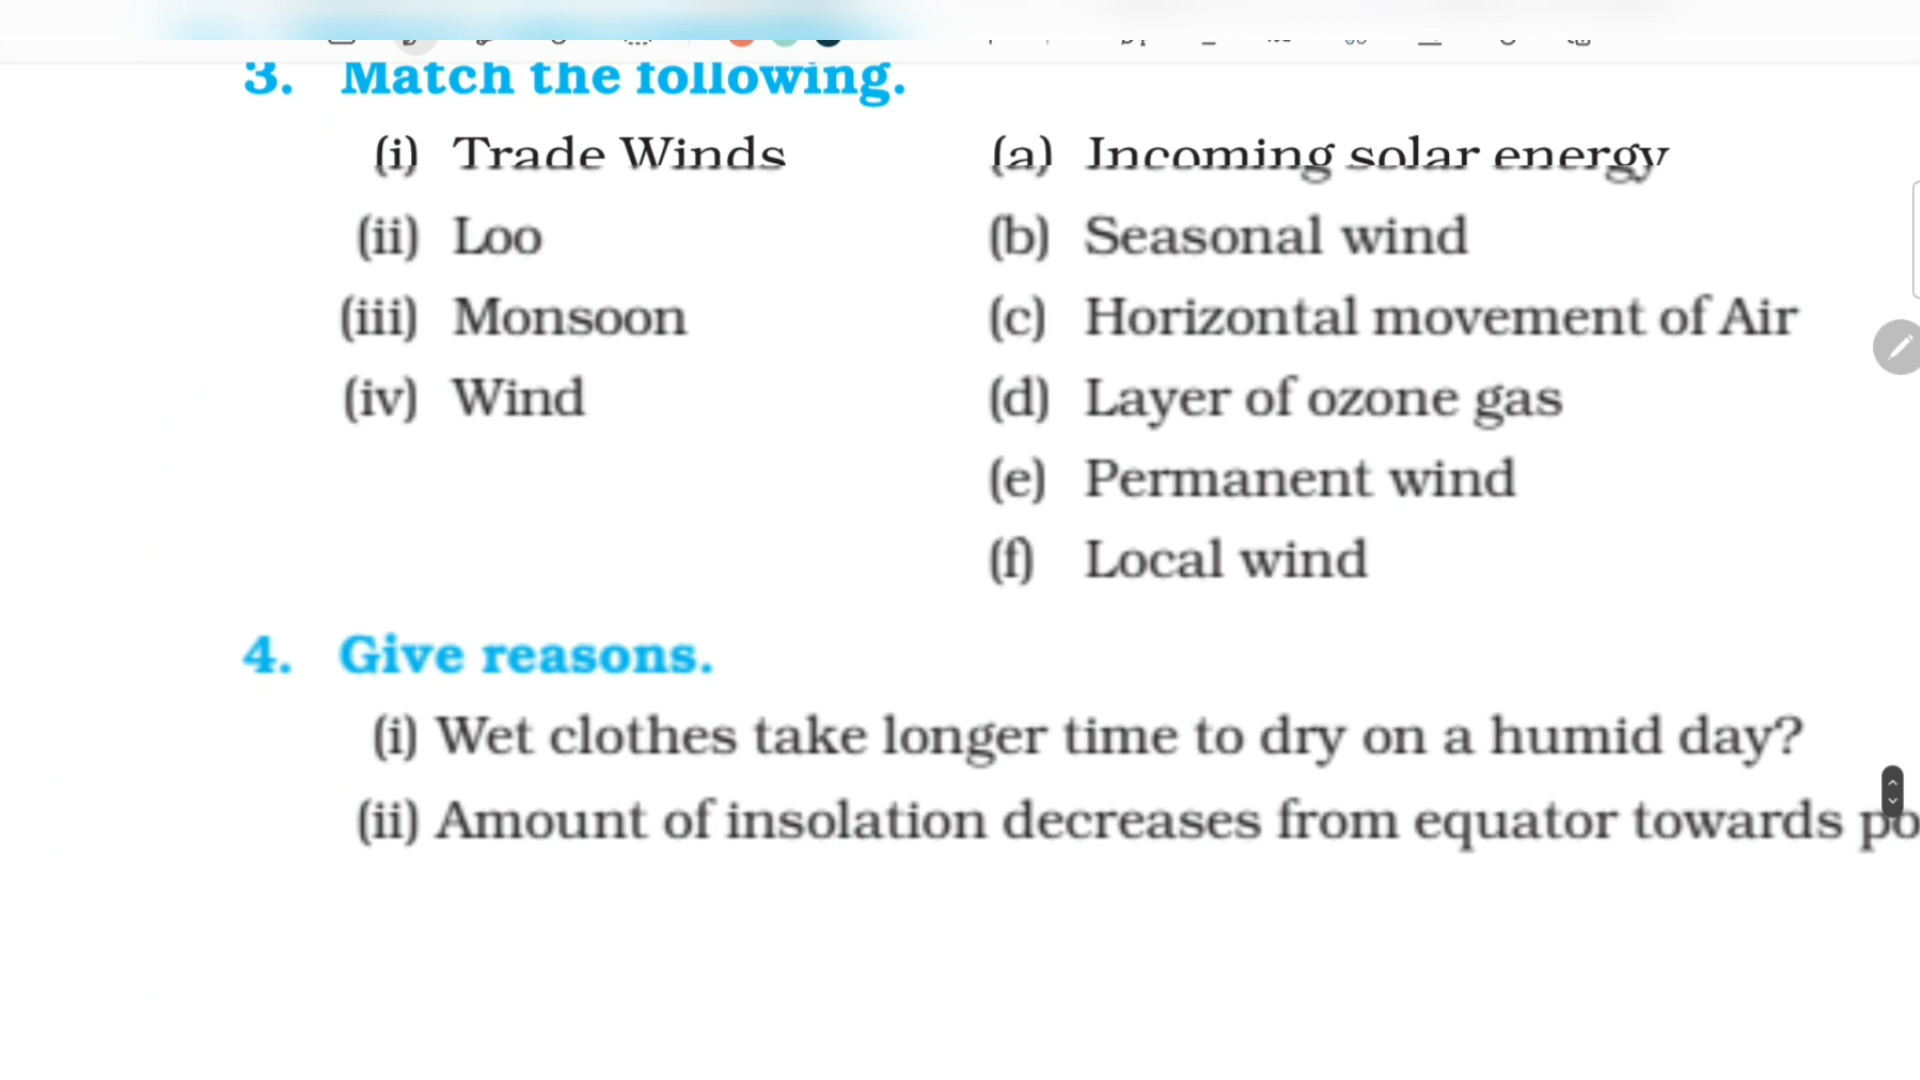 3. Match the following.
(i) Trade Winds (a) Incoming solar energy
(ii) Loo (b) Seasonal wind
(iii) Monsoon (c) Horizontal movement of Air
(iv) Wind (d) Layer of ozone gas
(e) Permanent wind
(f) Local wind
4. Give reasons.
(i) Wet clothes take longer time to dry on a humid day?
(ii) Amount of insolation decreases from equator towards po